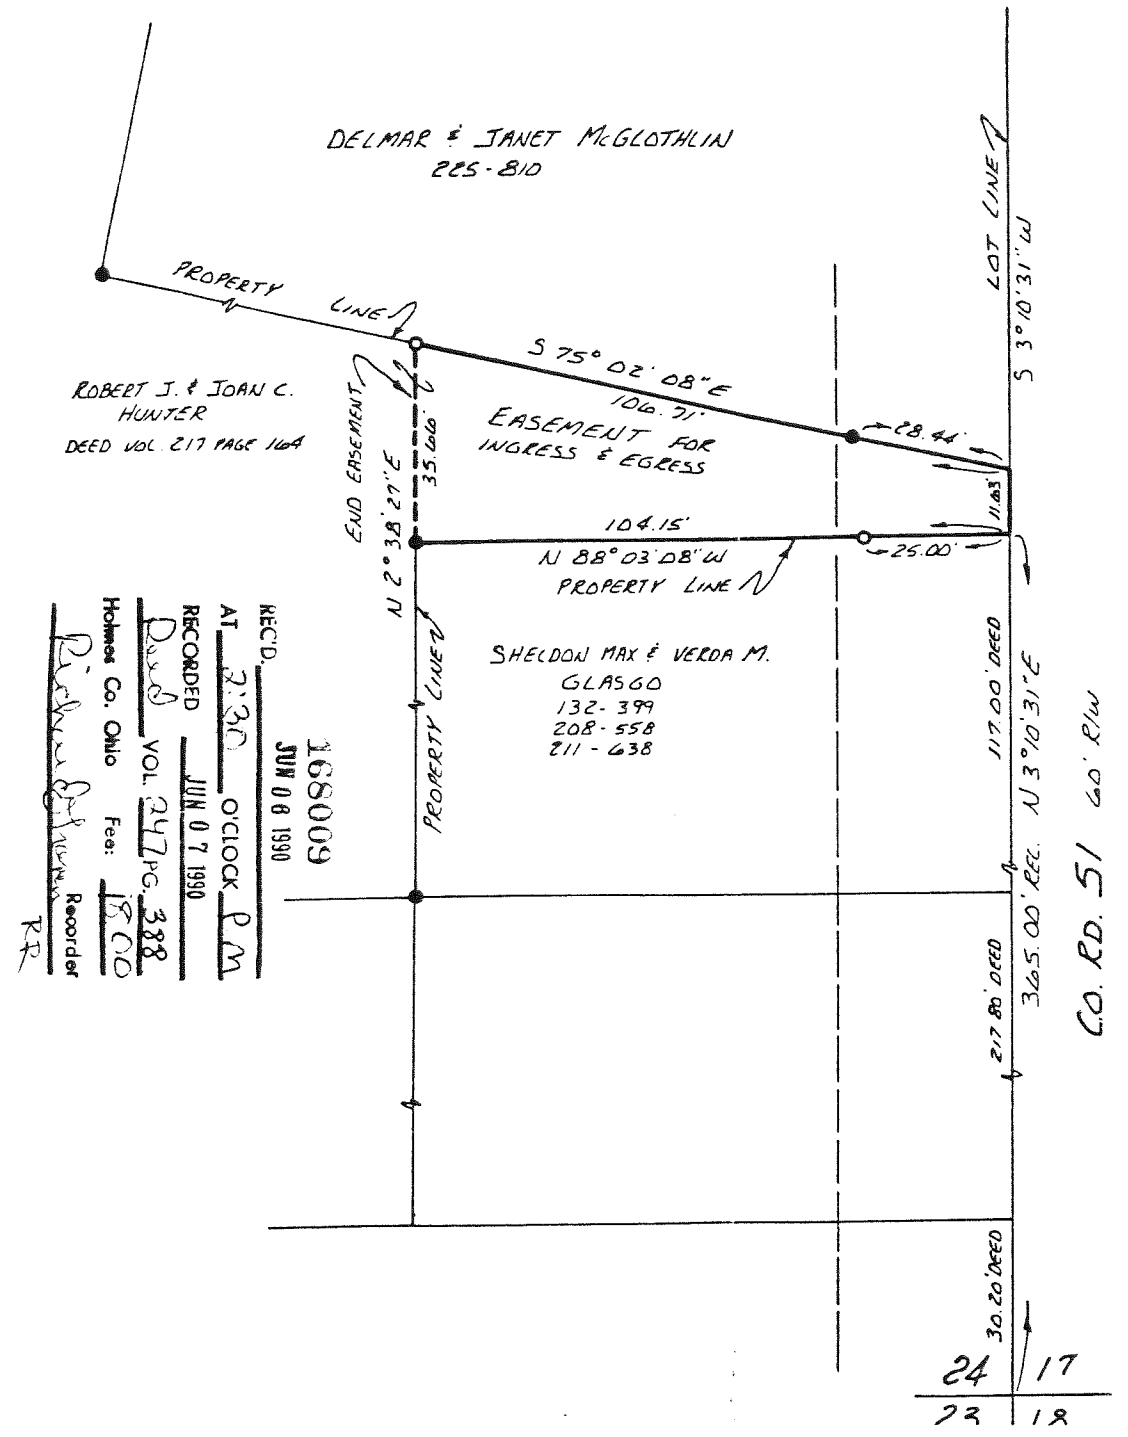 DELMAR & JANET McGLOTHLIN
225-810
LOT LINE
S 3° 10' 31" W
PROPERTY LINE
S 75° 02' 08" E
106.71'
28.44'
ROBERT J. & JOAN C.
HUNTER
DEED VOL. 217 PAGE 164
END EASEMENT
N 2° 38' 27" E
35.66'
EASEMENT FOR
INGRESS & EGRESS
11.63'
104.15'
N 88° 03' 08" W
25.00'
PROPERTY LINE
SHELDON MAX & VERDA M.
GLASGO
132-399
208-558
211-638
PROPERTY LINE
117.00' DEED
365.00' REC. N 3° 10' 31" E
CO. RD. 51 60' R/W
217.80' DEED
30.20' DEED
168009
JUN 06 1990
REC'D.
AT 2:30 O'CLOCK P M
RECORDED JUN 07 1990
Deed VOL. 247 PG. 388
Holmes Co. Ohio Fee: 18.00
Recorder
KR
24 17
23 18